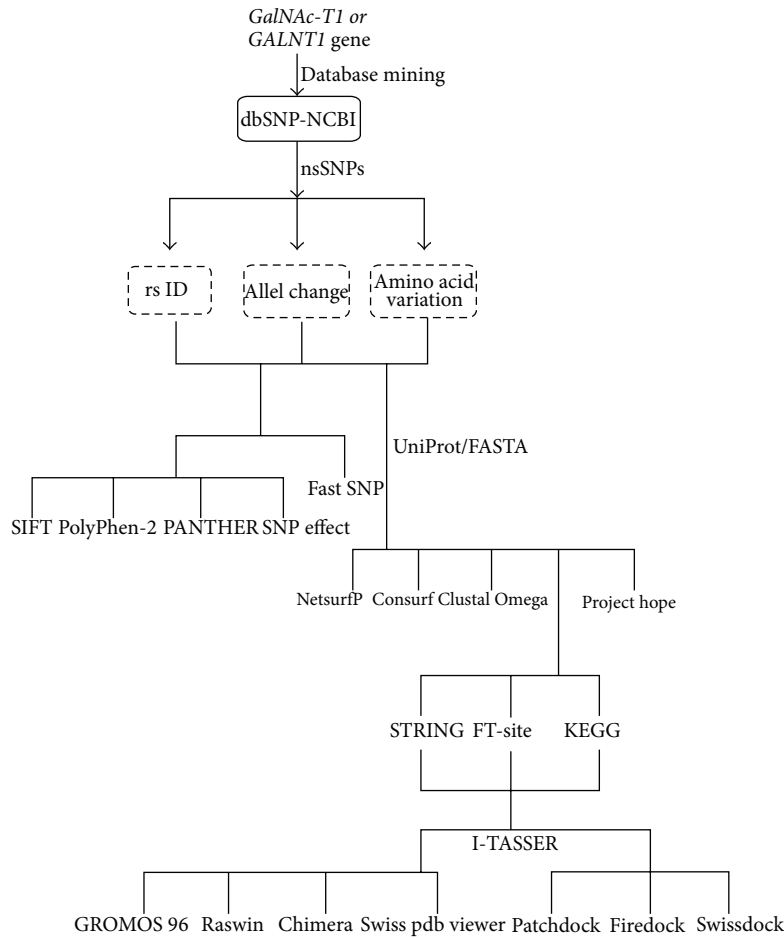 GalNAc-T1 or
GALNT1 gene
Database mining
dbSNP-NCBI
nsSNPs
rs ID
Allel change
Amino acid
variation
UniProt/FASTA
Fast SNP
SIFT PolyPhen-2 PANTHER SNP effect
NetsurfP Consurf Clustal Omega Project hope
STRING FT-site KEGG
I-TASSER
GROMOS 96 Raswin Chimera Swiss pdb viewer Patchdock Firedock Swissdock